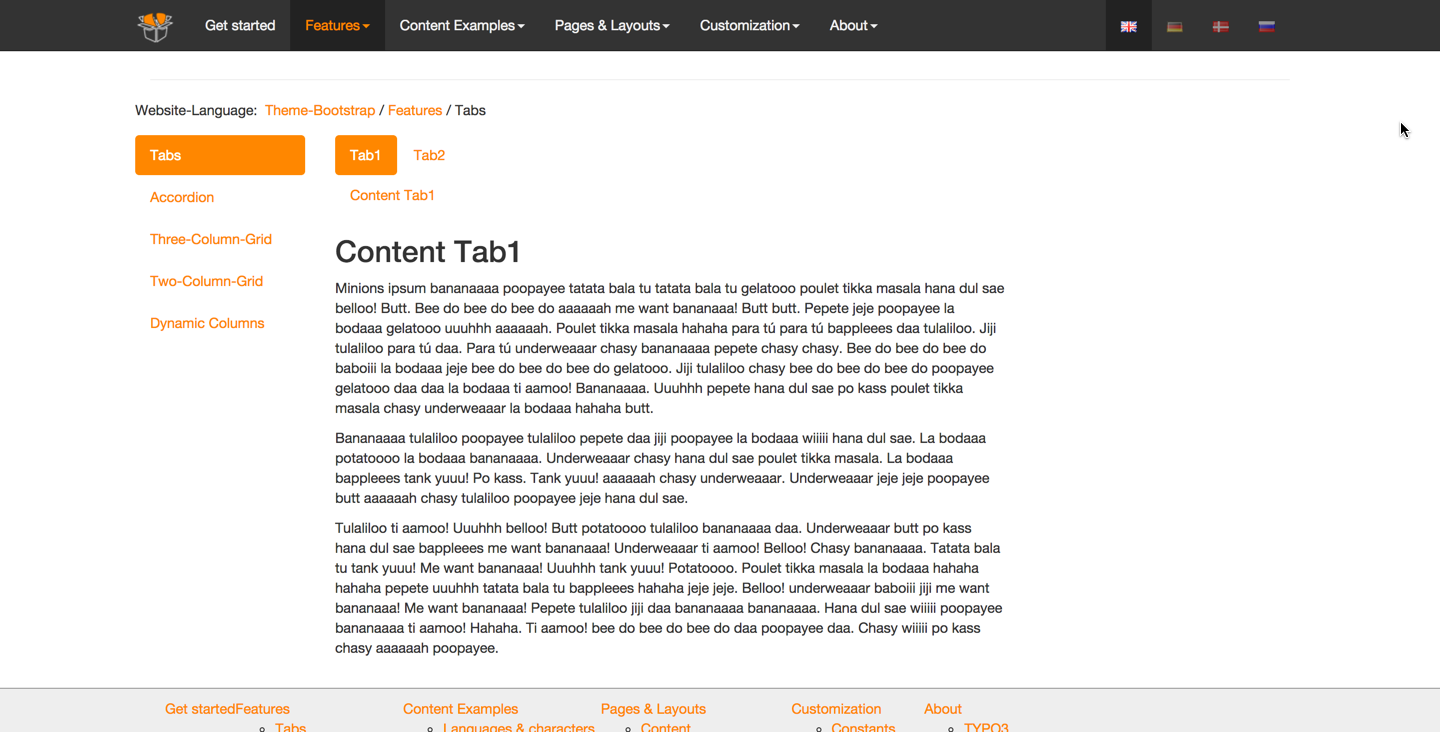 Get started Features Content Examples Pages & Layouts Customization About
Website-Language: Theme-Bootstrap / Features / Tabs
Tabs
Accordion
Three-Column-Grid
Two-Column-Grid
Dynamic Columns
Tab1 Tab2
Content Tab1
Content Tab1
Minions ipsum bananaaaa poopayee tatata bala tu tatata bala tu gelatooo poulet tikka masala hana dul sae
belloo! Butt. Bee do bee do bee do aaaaaah me want bananaaa! Butt butt. Pepete jeje poopayee la
bodaaa gelatooo uuuhhh aaaaaah. Poulet tikka masala hahaha para tú para tú bappleees daa tulaliloo. Jiji
tulaliloo para tú daa. Para tú underweaaar chasy bananaaaa pepete chasy chasy. Bee do bee do bee do
baboiii la bodaaa jeje bee do bee do bee do gelatooo. Jiji tulaliloo chasy bee do bee do bee do poopayee
gelatooo daa daa la bodaaa ti aamoo! Bananaaaa. Uuuhhh pepete hana dul sae po kass poulet tikka
masala chasy underweaaar la bodaaa hahaha butt.
Bananaaaa tulaliloo poopayee tulaliloo pepete daa jiji poopayee la bodaaa wiiiii hana dul sae. La bodaaa
potatoooo la bodaaa bananaaaa. Underweaaar chasy hana dul sae poulet tikka masala. La bodaaa
bappleees tank yuuu! Po kass. Tank yuuu! aaaaaah chasy underweaaar. Underweaaar jeje jeje poopayee
butt aaaaaah chasy tulaliloo poopayee jeje hana dul sae.
Tulaliloo ti aamoo! Uuuhhh belloo! Butt potatoooo tulaliloo bananaaaa daa. Underweaaar butt po kass
hana dul sae bappleees me want bananaaa! Underweaaar ti aamoo! Belloo! Chasy bananaaaa. Tatata bala
tu tank yuuu! Me want bananaaa! Uuuhhh tank yuuu! Potatoooo. Poulet tikka masala la bodaaa hahaha
hahaha pepete uuuhhh tatata bala tu bappleees hahaha jeje jeje. Belloo! underweaaar baboiii jiji me want
bananaaa! Me want bananaaa! Pepete tulaliloo jiji daa bananaaaa bananaaaa. Hana dul sae wiiiii poopayee
bananaaaa ti aamoo! Hahaha. Ti aamoo! bee do bee do bee do daa poopayee daa. Chasy wiiiii po kass
chasy aaaaaah poopayee.
Get startedFeatures Content Examples Pages & Layouts Customization About
Tabs Languages & characters Content Constants TYPO3